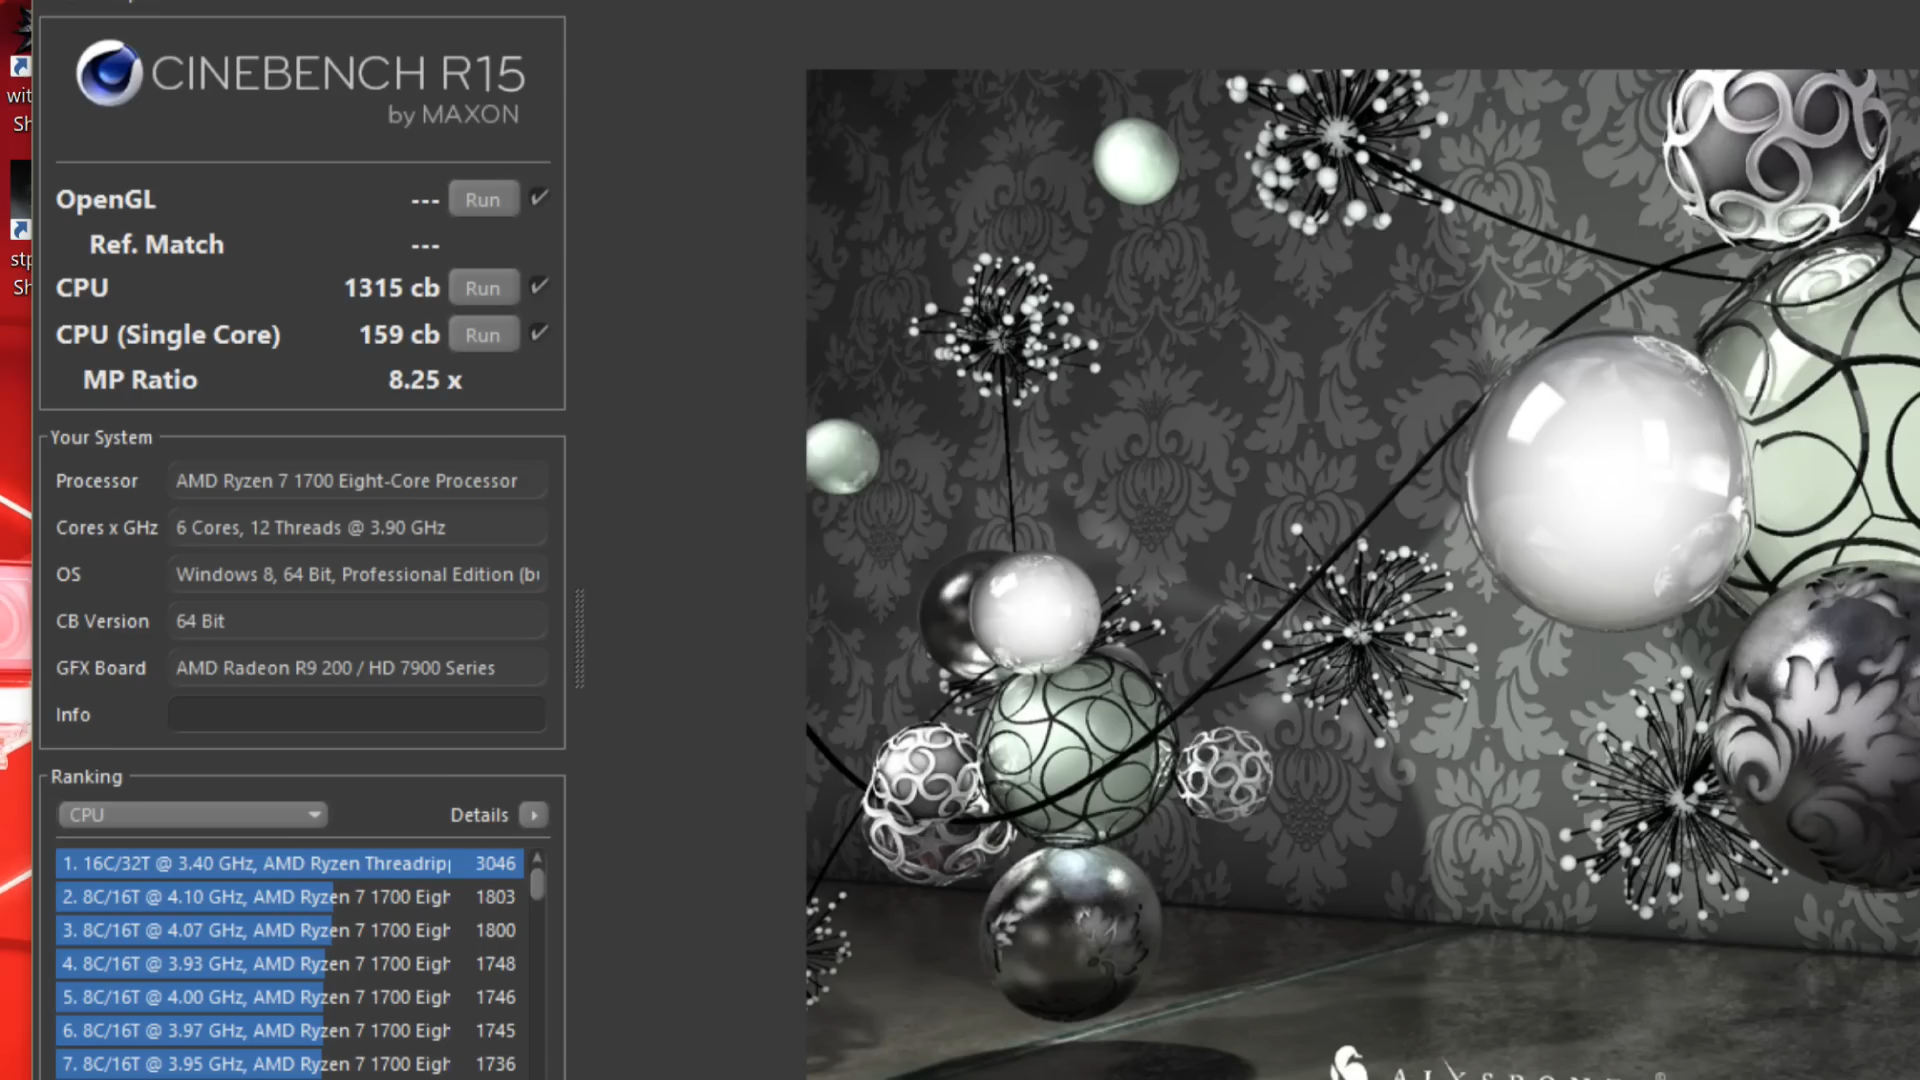 CINEBENCH R15
by MAXON
OpenGL --- Run
Ref. Match ---
CPU 1315 cb Run
CPU (Single Core) 159 cb Run
MP Ratio 8.25 x
Your System
Processor AMD Ryzen 7 1700 Eight-Core Processor
Cores x GHz 6 Cores, 12 Threads @ 3.90 GHz
OS Windows 8, 64 Bit, Professional Edition (bu
CB Version 64 Bit
GFX Board AMD Radeon R9 200 / HD 7900 Series
Info
Ranking
CPU Details
1. 16C/32T @ 3.40 GHz, AMD Ryzen Threadripp 3046
2. 8C/16T @ 4.10 GHz, AMD Ryzen 7 1700 Eigh 1803
3. 8C/16T @ 4.07 GHz, AMD Ryzen 7 1700 Eigh 1800
4. 8C/16T @ 3.93 GHz, AMD Ryzen 7 1700 Eigh 1748
5. 8C/16T @ 4.00 GHz, AMD Ryzen 7 1700 Eigh 1746
6. 8C/16T @ 3.97 GHz, AMD Ryzen 7 1700 Eigh 1745
7. 8C/16T @ 3.95 GHz, AMD Ryzen 7 1700 Eigh 1736
wit
Sh
stp
Sh